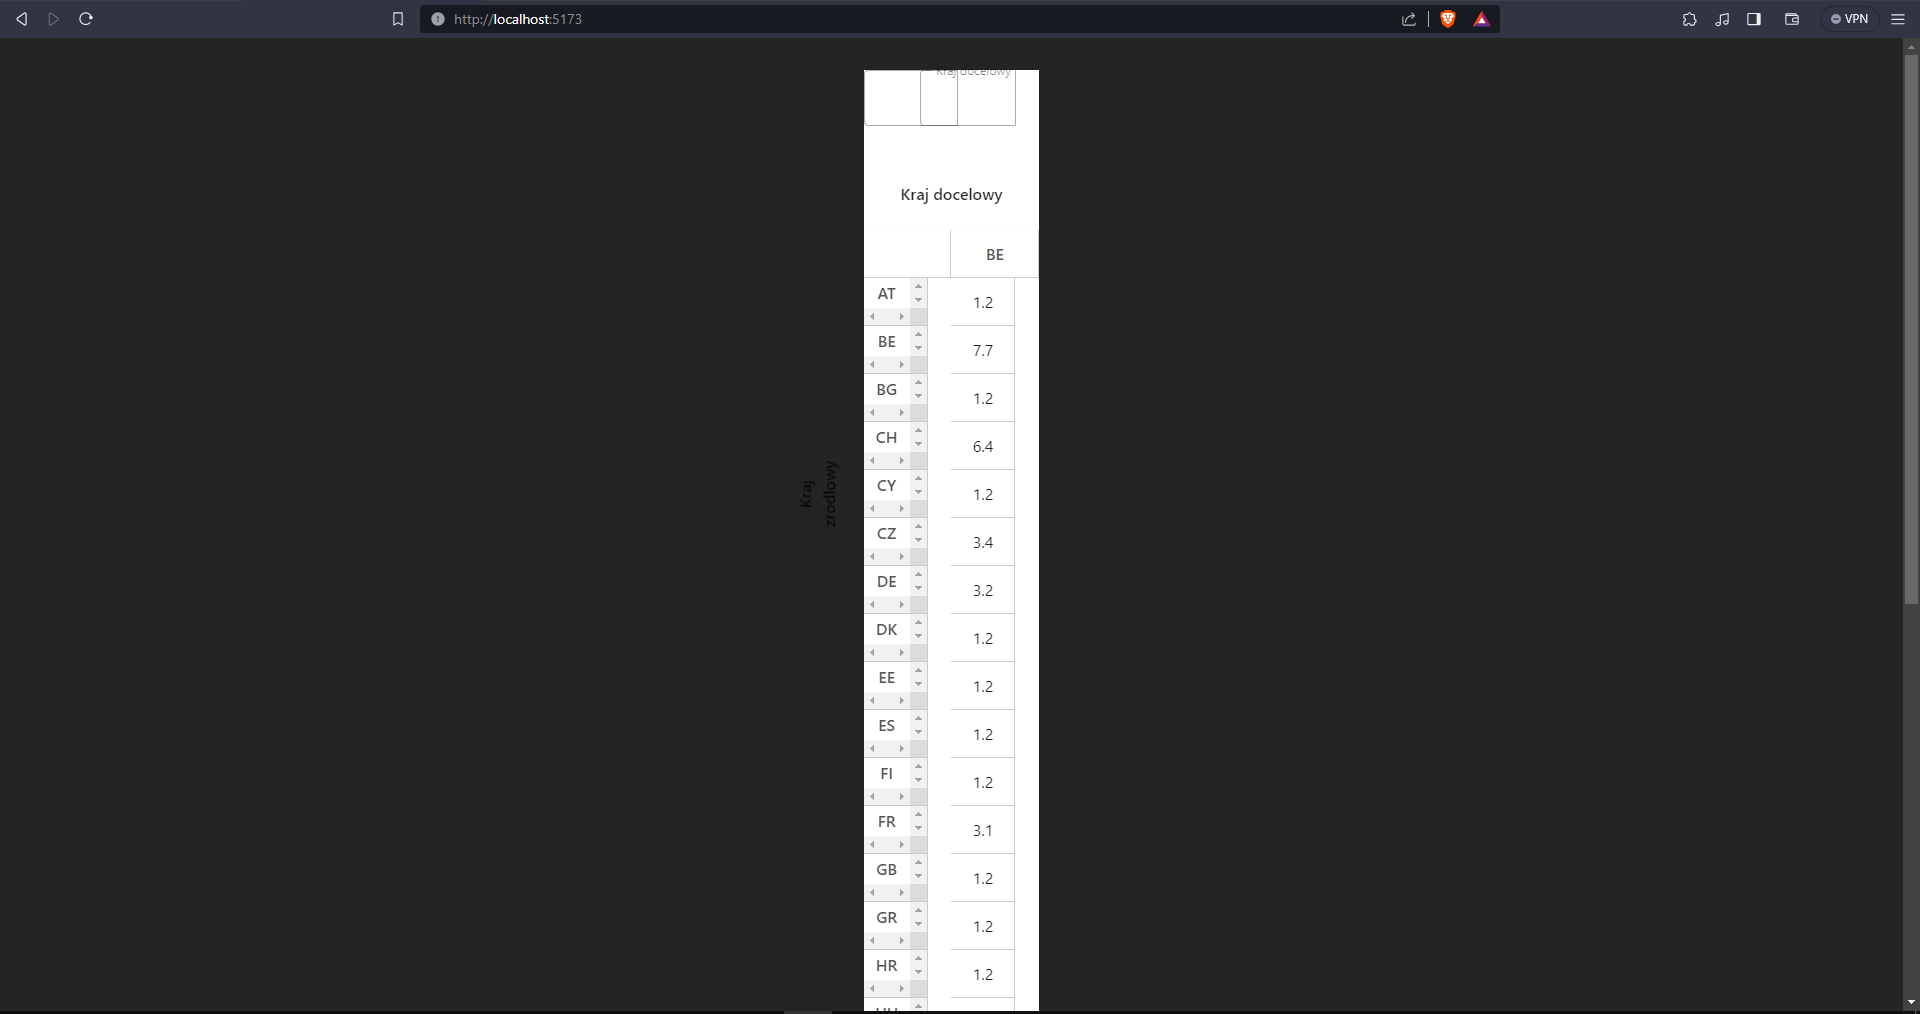 http://localhost:5173
VPN
Kraj docelowy
Kraj docelowy
BE
AT 1.2
BE 7.7
BG 1.2
CH 6.4
CY 1.2
Kraj
zrodlowy
CZ 3.4
DE 3.2
DK 1.2
EE 1.2
ES 1.2
FI 1.2
FR 3.1
GB 1.2
GR 1.2
HR 1.2